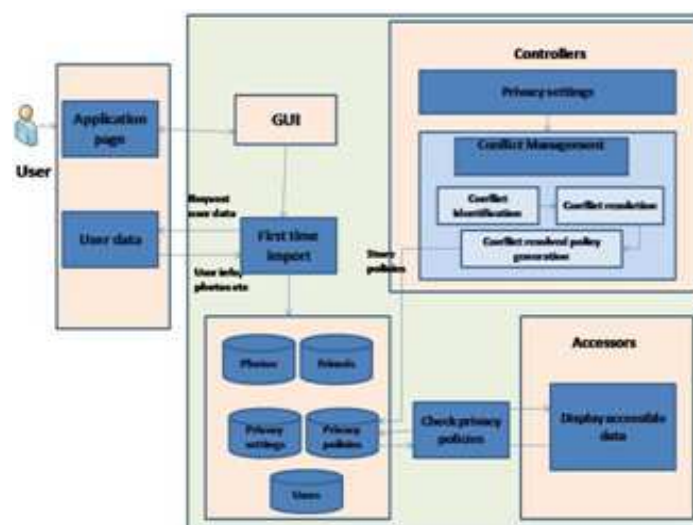 Controllers
Privacy settings
Application
page
GUI
Conflict Management
User
Conflict
Identification
Conflict resolution
Request
user data
User data
First time
import
Conflict resolved policy
generation
Store
policies
User info,
photos etc
Photos
Friends
Accessors
Privacy
settings
Privacy
policies
Check privacy
policies
Display accessible
data
Users